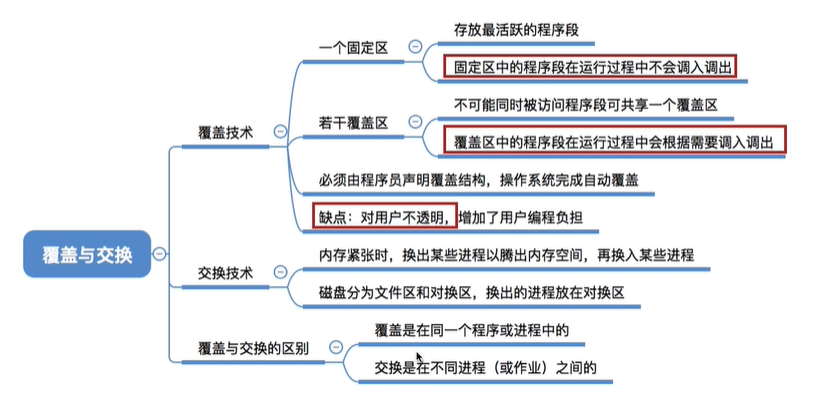 覆盖与交换
覆盖技术
一个固定区
存放最活跃的程序段
固定区中的程序段在运行过程中不会调入调出
若干覆盖区
不可能同时被访问程序段可共享一个覆盖区
覆盖区中的程序段在运行过程中会根据需要调入调出
必须由程序员声明覆盖结构，操作系统完成自动覆盖
缺点：对用户不透明，增加了用户编程负担
交换技术
内存紧张时，换出某些进程以腾出内存空间，再换入某些进程
磁盘分为文件区和对换区，换出的进程放在对换区
覆盖与交换的区别
覆盖是在同一个程序或进程中的
交换是在不同进程（或作业）之间的